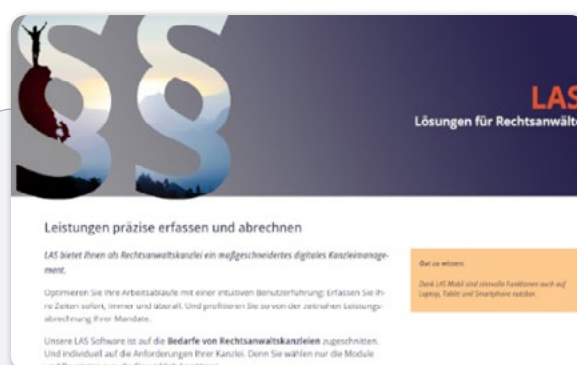 §§
LAS
Lösungen für Rechtsanwälte
Leistungen präzise erfassen und abrechnen
LAS bietet Ihnen als Rechtsanwaltskanzlei ein maßgeschneidertes digitales Kanzleimanage-
ment.
Optimieren Sie Ihre Arbeitsabläufe mit einer intuitiven Benutzerführung: Erfassen Sie Ih-
re Zeiten sofort, immer und überall. Und profitieren Sie so von der zeitnahen Leistungs-
abrechnung Ihrer Mandate.
Unsere LAS Software ist auf die Bedarfe von Rechtsanwaltskanzleien zugeschnitten.
Und individuell auf die Anforderungen Ihrer Kanzlei. Denn Sie wählen nur die Module
Gut zu wissen:
Dank LAS Mobil sind sinnvolle Funktionen auch auf
Laptop, Tablet und Smartphone nutzbar.